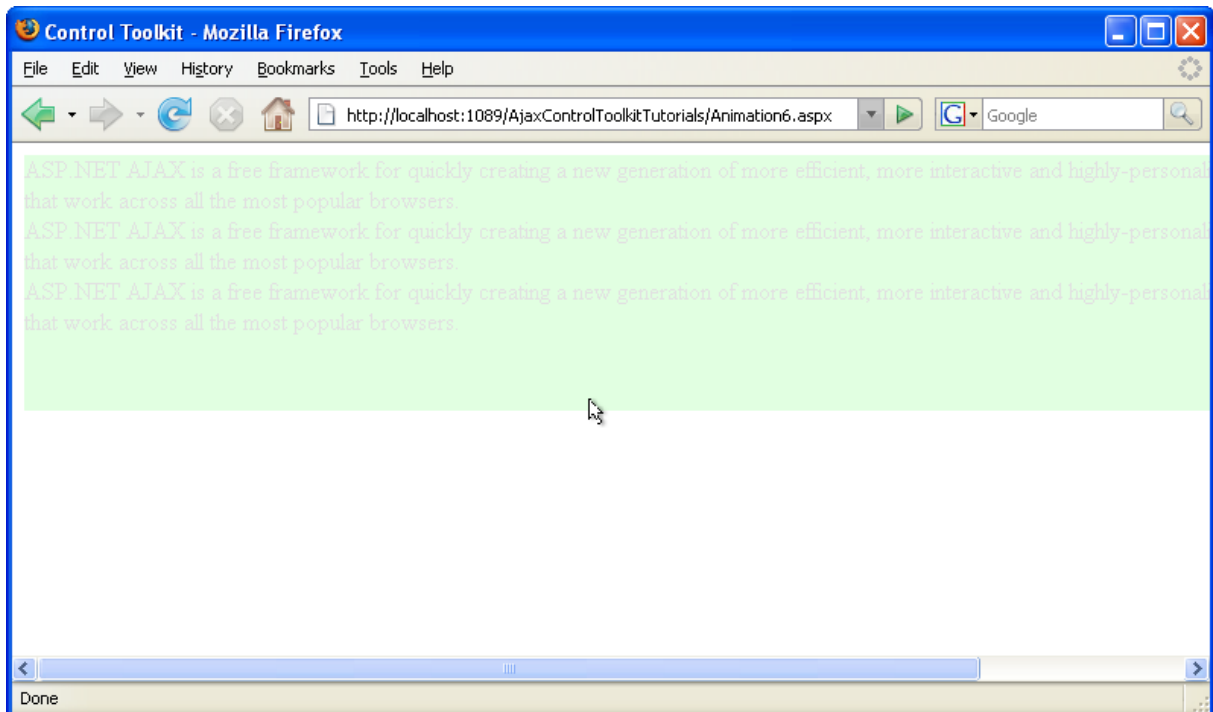 Control Toolkit - Mozilla Firefox
File Edit View History Bookmarks Tools Help
http://localhost:1089/AjaxControlToolkitTutorials/Animation6.aspx G Google
ASP.NET AJAX is a free framework for quickly creating a new generation of more efficient, more interactive and highly-personali
that work across all the most popular browsers.
ASP.NET AJAX is a free framework for quickly creating a new generation of more efficient, more interactive and highly-personali
that work across all the most popular browsers.
ASP.NET AJAX is a free framework for quickly creating a new generation of more efficient, more interactive and highly-personali
that work across all the most popular browsers.
Done